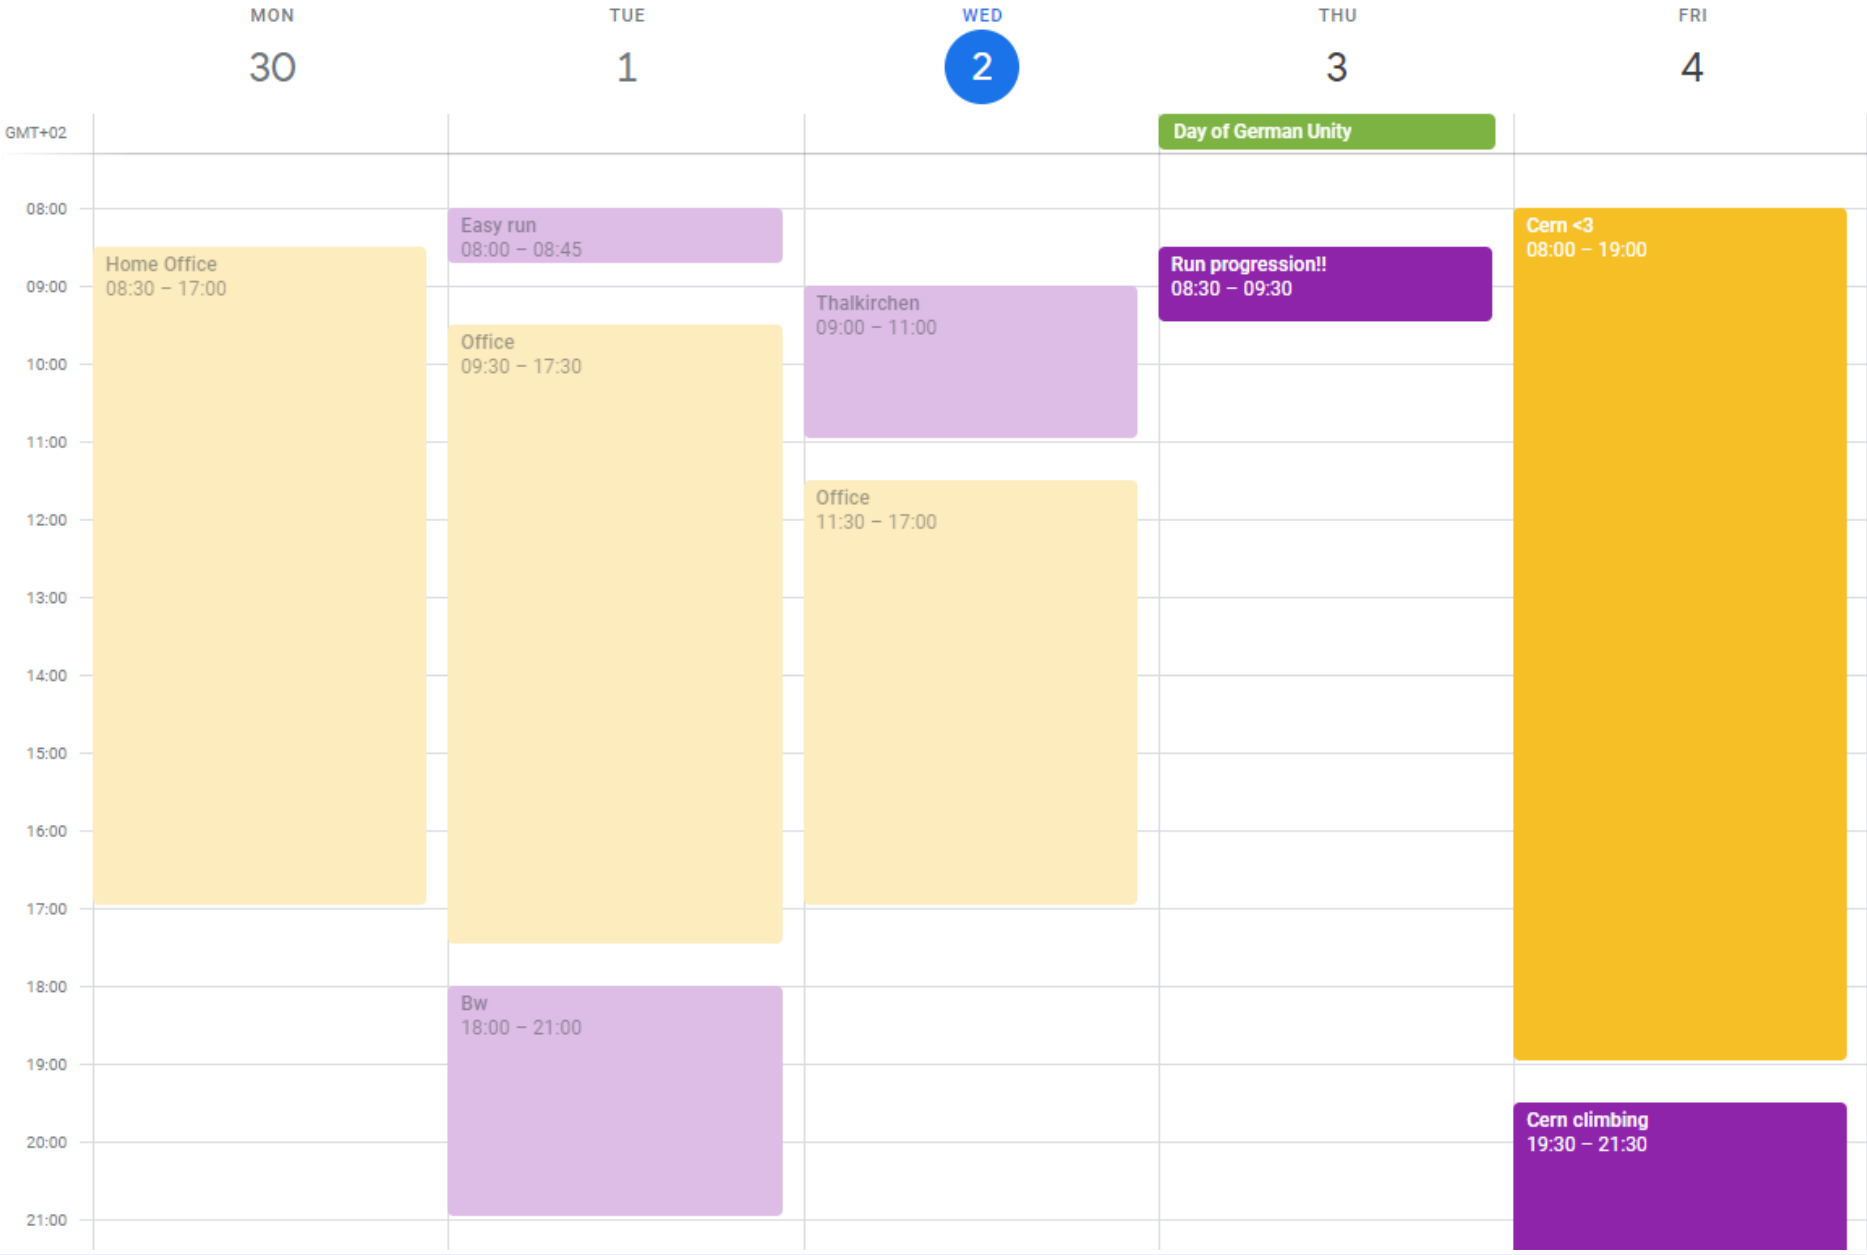 MON
TUE
WED
THU
FRI
30
1
2
3
4
GMT+02
Day of German Unity
08:00
09:00
10:00
11:00
12:00
13:00
14:00
15:00
16:00
17:00
18:00
19:00
20:00
21:00
Home Office
08:30 – 17:00
Easy run
08:00 – 08:45
Office
09:30 – 17:30
Bw
18:00 – 21:00
Thalkirchen
09:00 – 11:00
Office
11:30 – 17:00
Run progression!!
08:30 – 09:30
Cern <3
08:00 – 19:00
Cern climbing
19:30 – 21:30